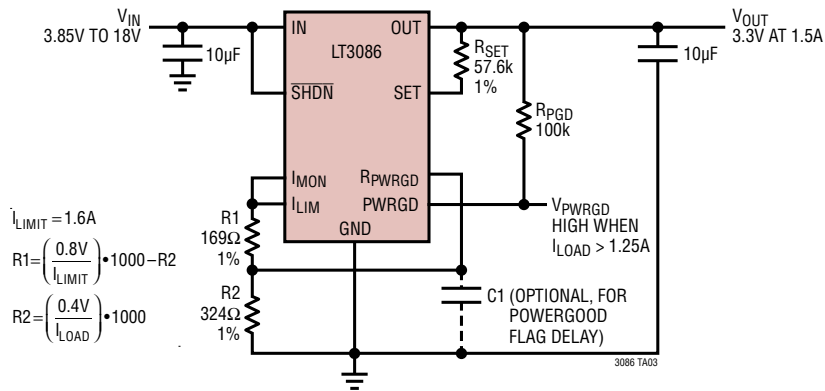 VIN
3.85V TO 18V
10µF
IN
OUT
LT3086
SHDN
SET
RSET
57.6k
1%
VOUT
3.3V AT 1.5A
10µF
RPGD
100k
IMON
ILIM
RPWRGD
PWRGD
GND
VPWRGD
HIGH WHEN
ILOAD > 1.25A
R1
169Ω
1%
R2
324Ω
1%
C1 (OPTIONAL, FOR
POWERGOOD
FLAG DELAY)
ILIMIT = 1.6A
R1=(0.8V/ILIMIT)•1000–R2
R2=(0.4V/ILOAD)•1000
3086 TA03